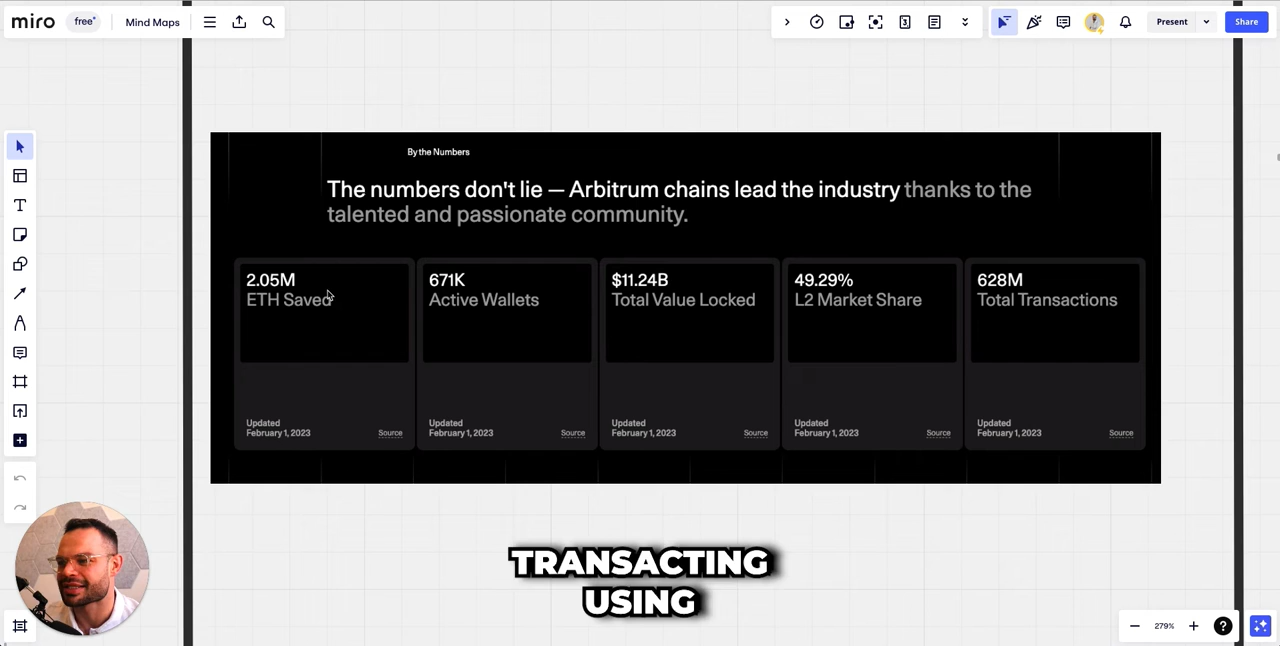 miro free Mind Maps
3
Present
Share
By the Numbers
The numbers don't lie — Arbitrum chains lead the industry thanks to the
talented and passionate community.
2.05M
ETH Saved
Updated
February 1, 2023
Source
671K
Active Wallets
Updated
February 1, 2023
Source
$11.24B
Total Value Locked
Updated
February 1, 2023
Source
49.29%
L2 Market Share
Updated
February 1, 2023
Source
628M
Total Transactions
Updated
February 1, 2023
Source
TRANSACTING
USING
279%